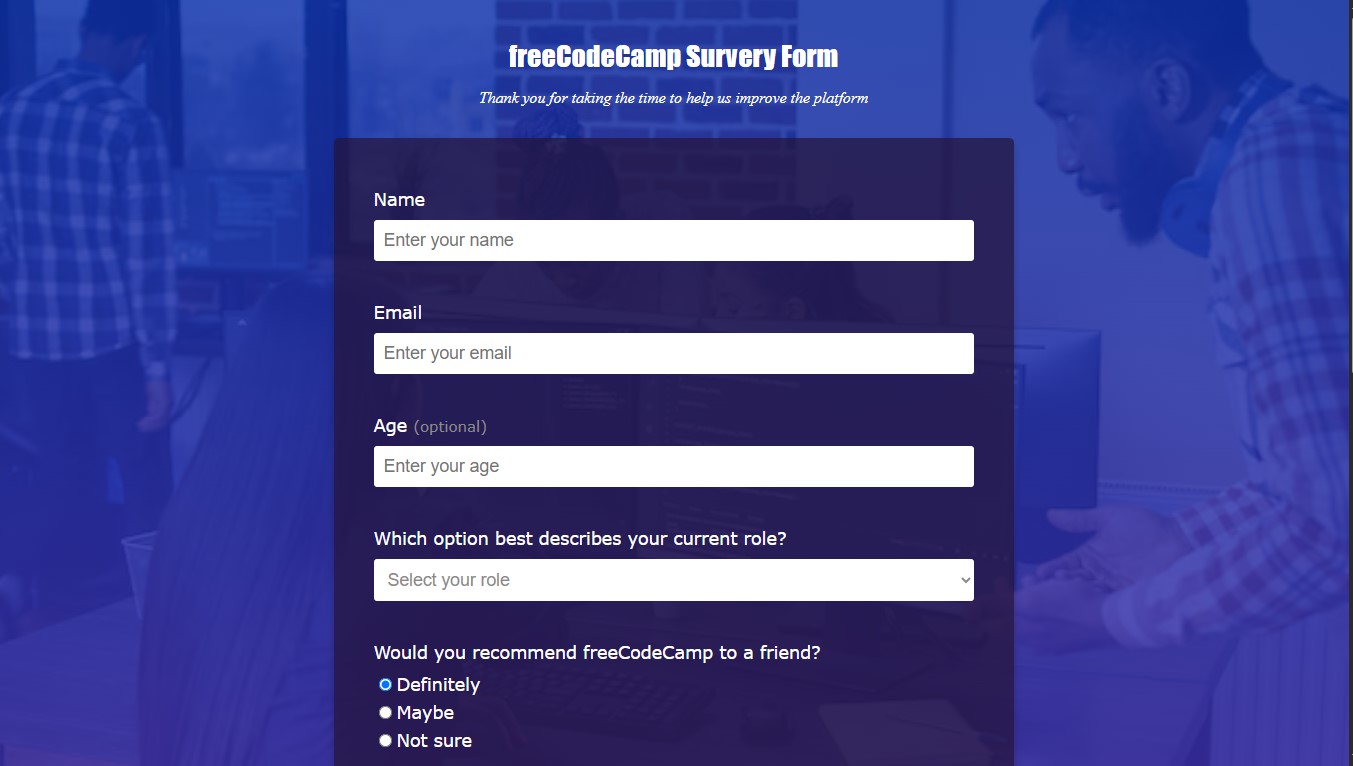 freeCodeCamp Survery Form
Thank you for taking the time to help us improve the platform
Name
Enter your name
Email
Enter your email
Age (optional)
Enter your age
Which option best describes your current role?
Select your role
Would you recommend freeCodeCamp to a friend?
Definitely
Maybe
Not sure